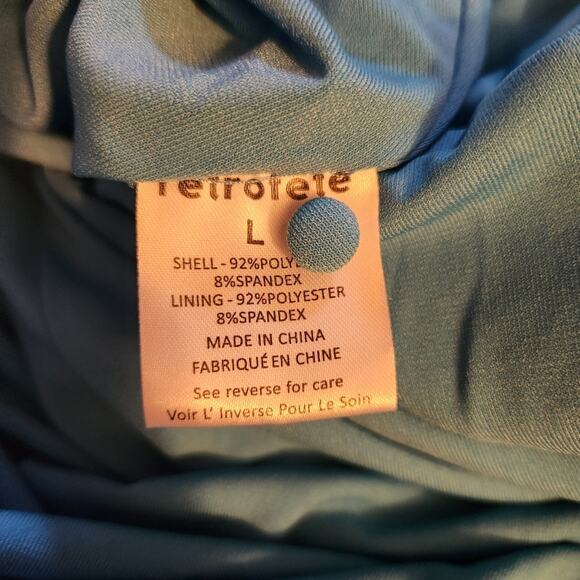 retrofete
L
SHELL - 92%POLY
8%SPANDEX
LINING - 92%POLYESTER
8%SPANDEX
MADE IN CHINA
FABRIQUÉ EN CHINE
See reverse for care
Voir L' Inverse Pour Le Soin